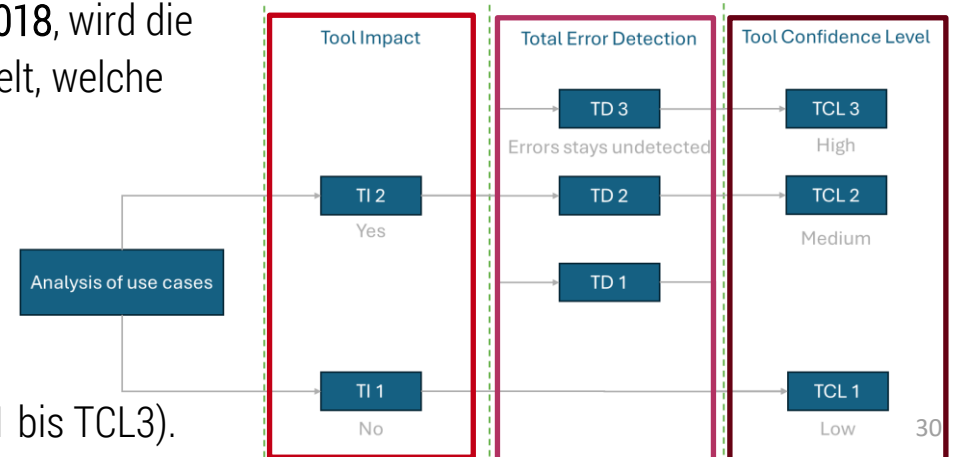 018, wird die
elt, welche
bis TCL3).
Tool Impact
Total Error Detection
Tool Confidence Level
TD 3
TCL 3
Errors stays undetected
High
TI 2
TD 2
TCL 2
Yes
Medium
Analysis of use cases
TD 1
TI 1
TCL 1
No
Low
30